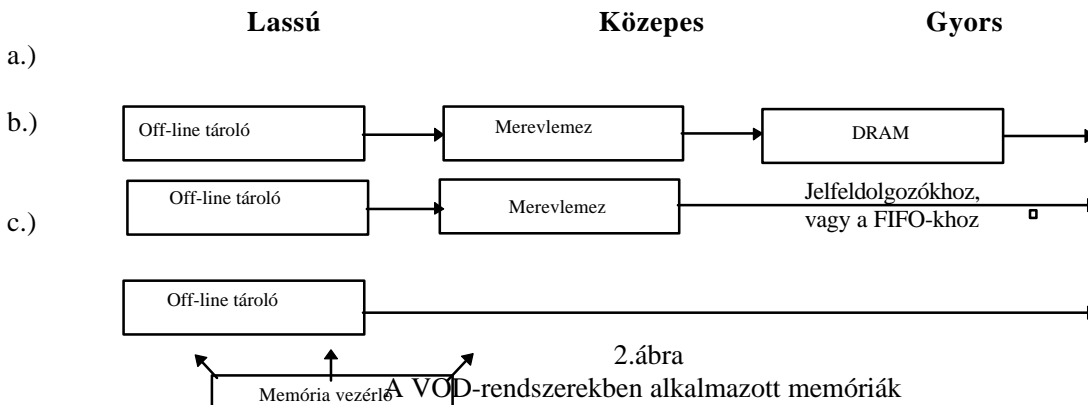 Lassú Közepes Gyors
a.)
b.)
Off-line tároló Merevlemez DRAM
Off-line tároló Merevlemez Jelfeldolgozókhoz,
vagy a FIFO-khoz
c.)
Off-line tároló
2.ábra
Memória vezérlő
A VOD-rendszerekben alkalmazott memóriák